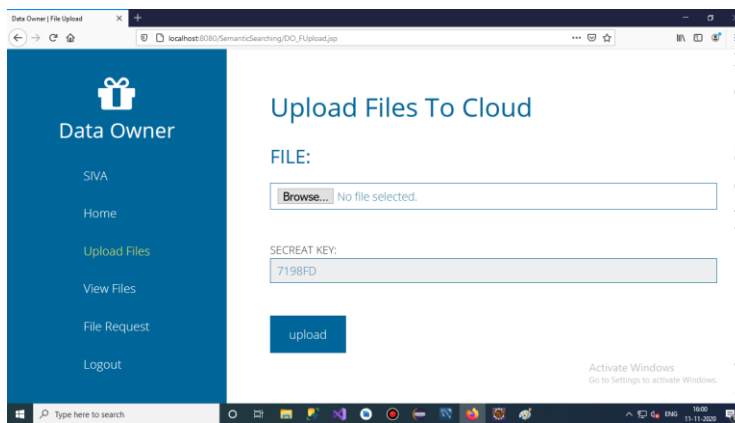 Data Owner | File Upload
localhost:8080/SemanticSearching/DO_FUpload.jsp
Data Owner
SIVA
Home
Upload Files
View Files
File Request
Logout
Upload Files To Cloud
FILE:
Browse... No file selected.
SECREAT KEY:
7198FD
upload
Activate Windows
Go to Settings to activate Windows.
Type here to search
ENG
16:00
11-11-2020